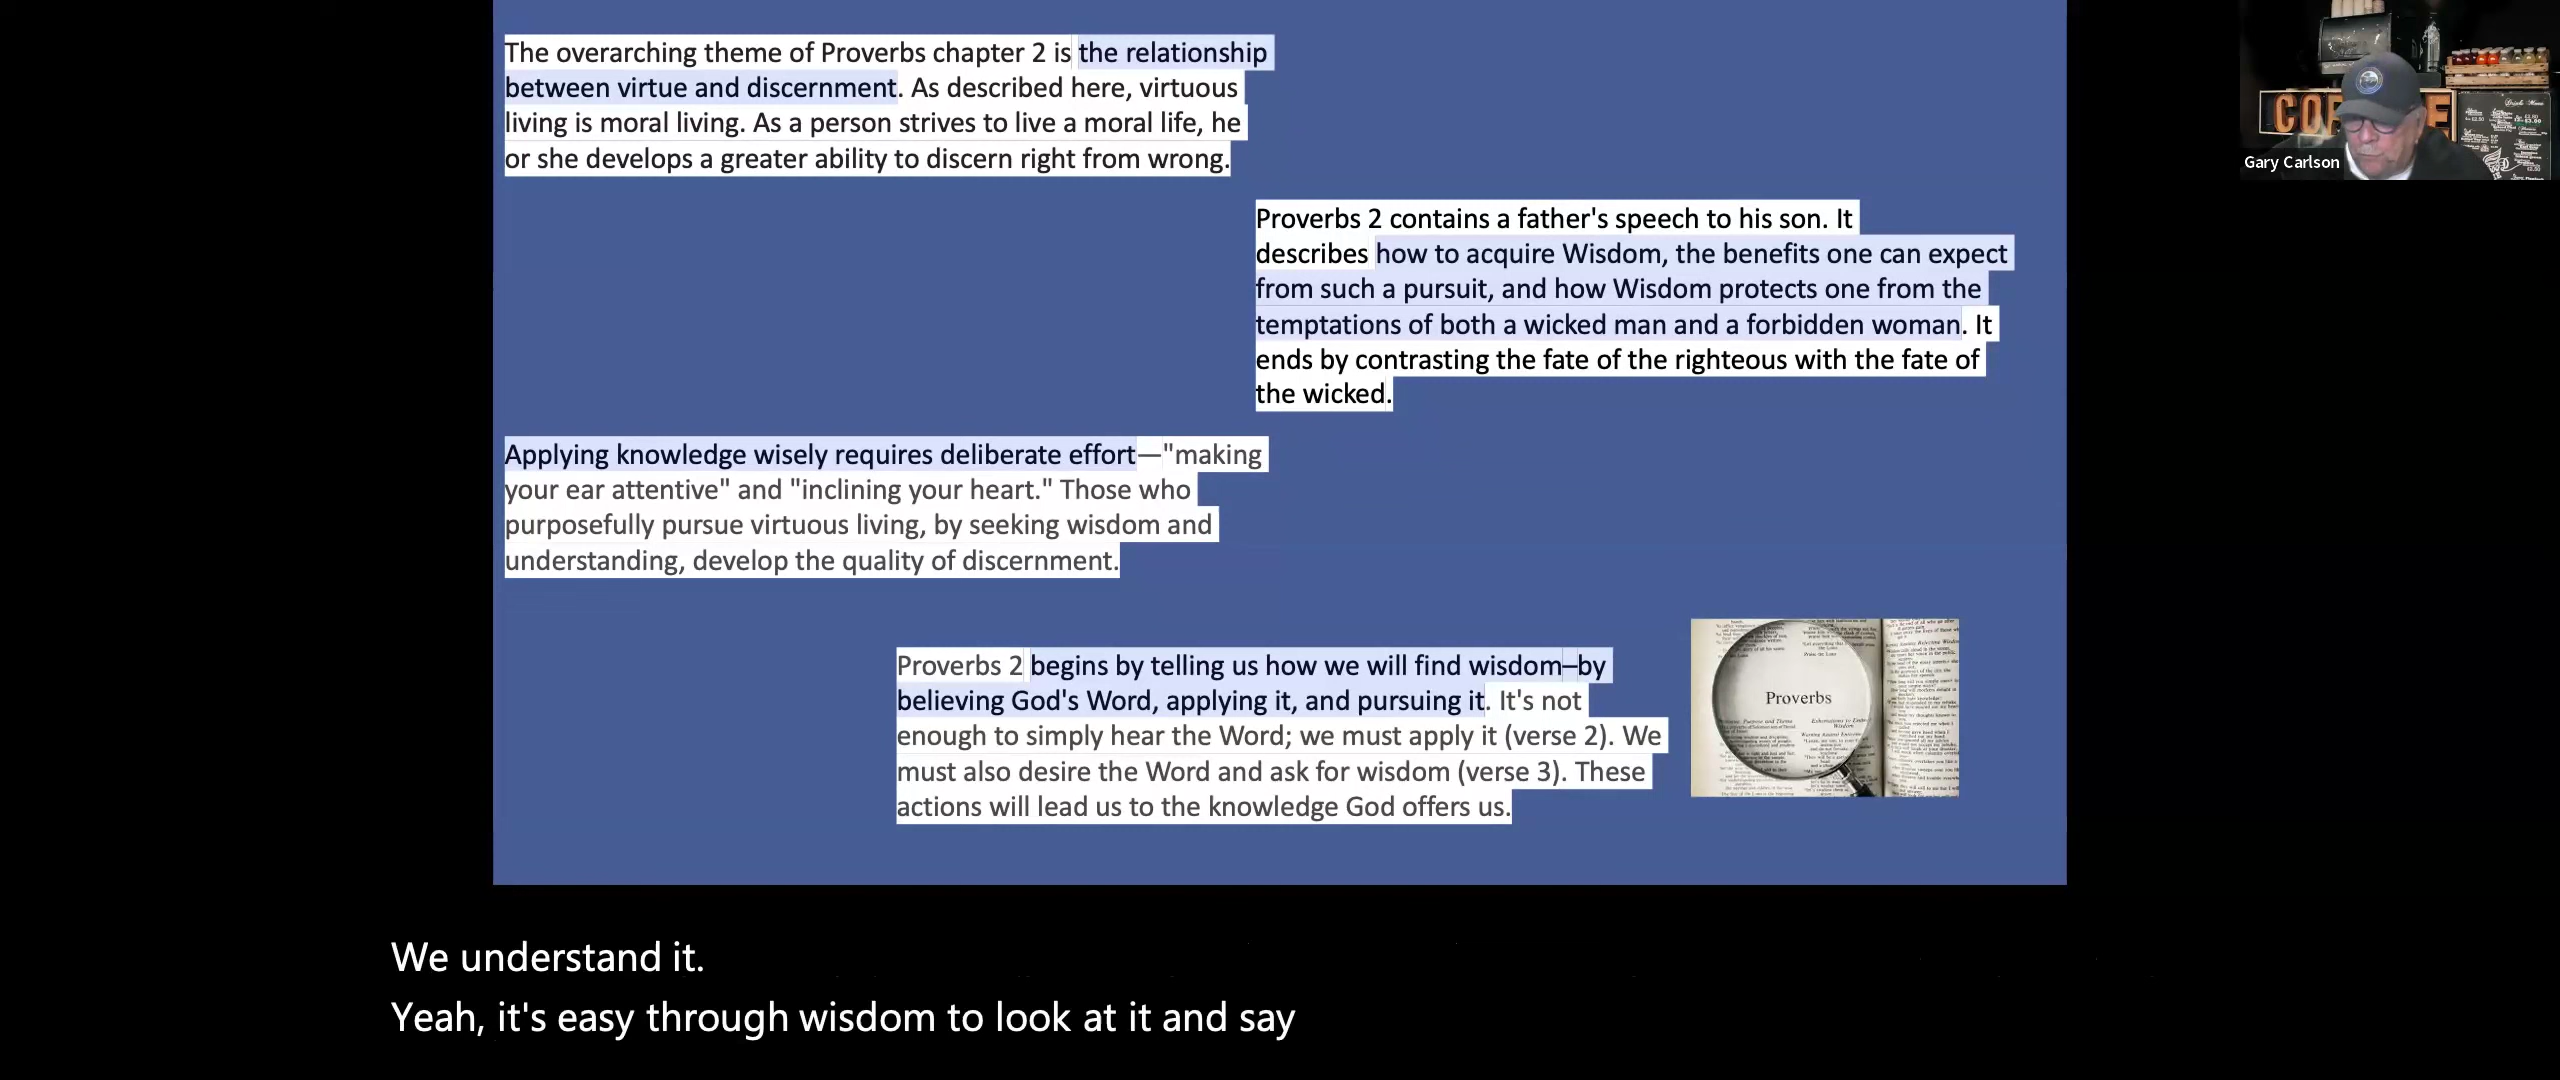 The overarching theme of Proverbs chapter 2 is the relationship
between virtue and discernment. As described here, virtuous
living is moral living. As a person strives to live a moral life, he
or she develops a greater ability to discern right from wrong.
Proverbs 2 contains a father's speech to his son. It
describes how to acquire Wisdom, the benefits one can expect
from such a pursuit, and how Wisdom protects one from the
temptations of both a wicked man and a forbidden woman. It
ends by contrasting the fate of the righteous with the fate of
the wicked.
Applying knowledge wisely requires deliberate effort—"making
your ear attentive" and "inclining your heart." Those who
purposefully pursue virtuous living, by seeking wisdom and
understanding, develop the quality of discernment.
Proverbs 2 begins by telling us how we will find wisdom–by
believing God's Word, applying it, and pursuing it. It's not
enough to simply hear the Word; we must apply it (verse 2). We
must also desire the Word and ask for wisdom (verse 3). These
actions will lead us to the knowledge God offers us.
Proverbs
Gary Carlson
We understand it.
Yeah, it's easy through wisdom to look at it and say